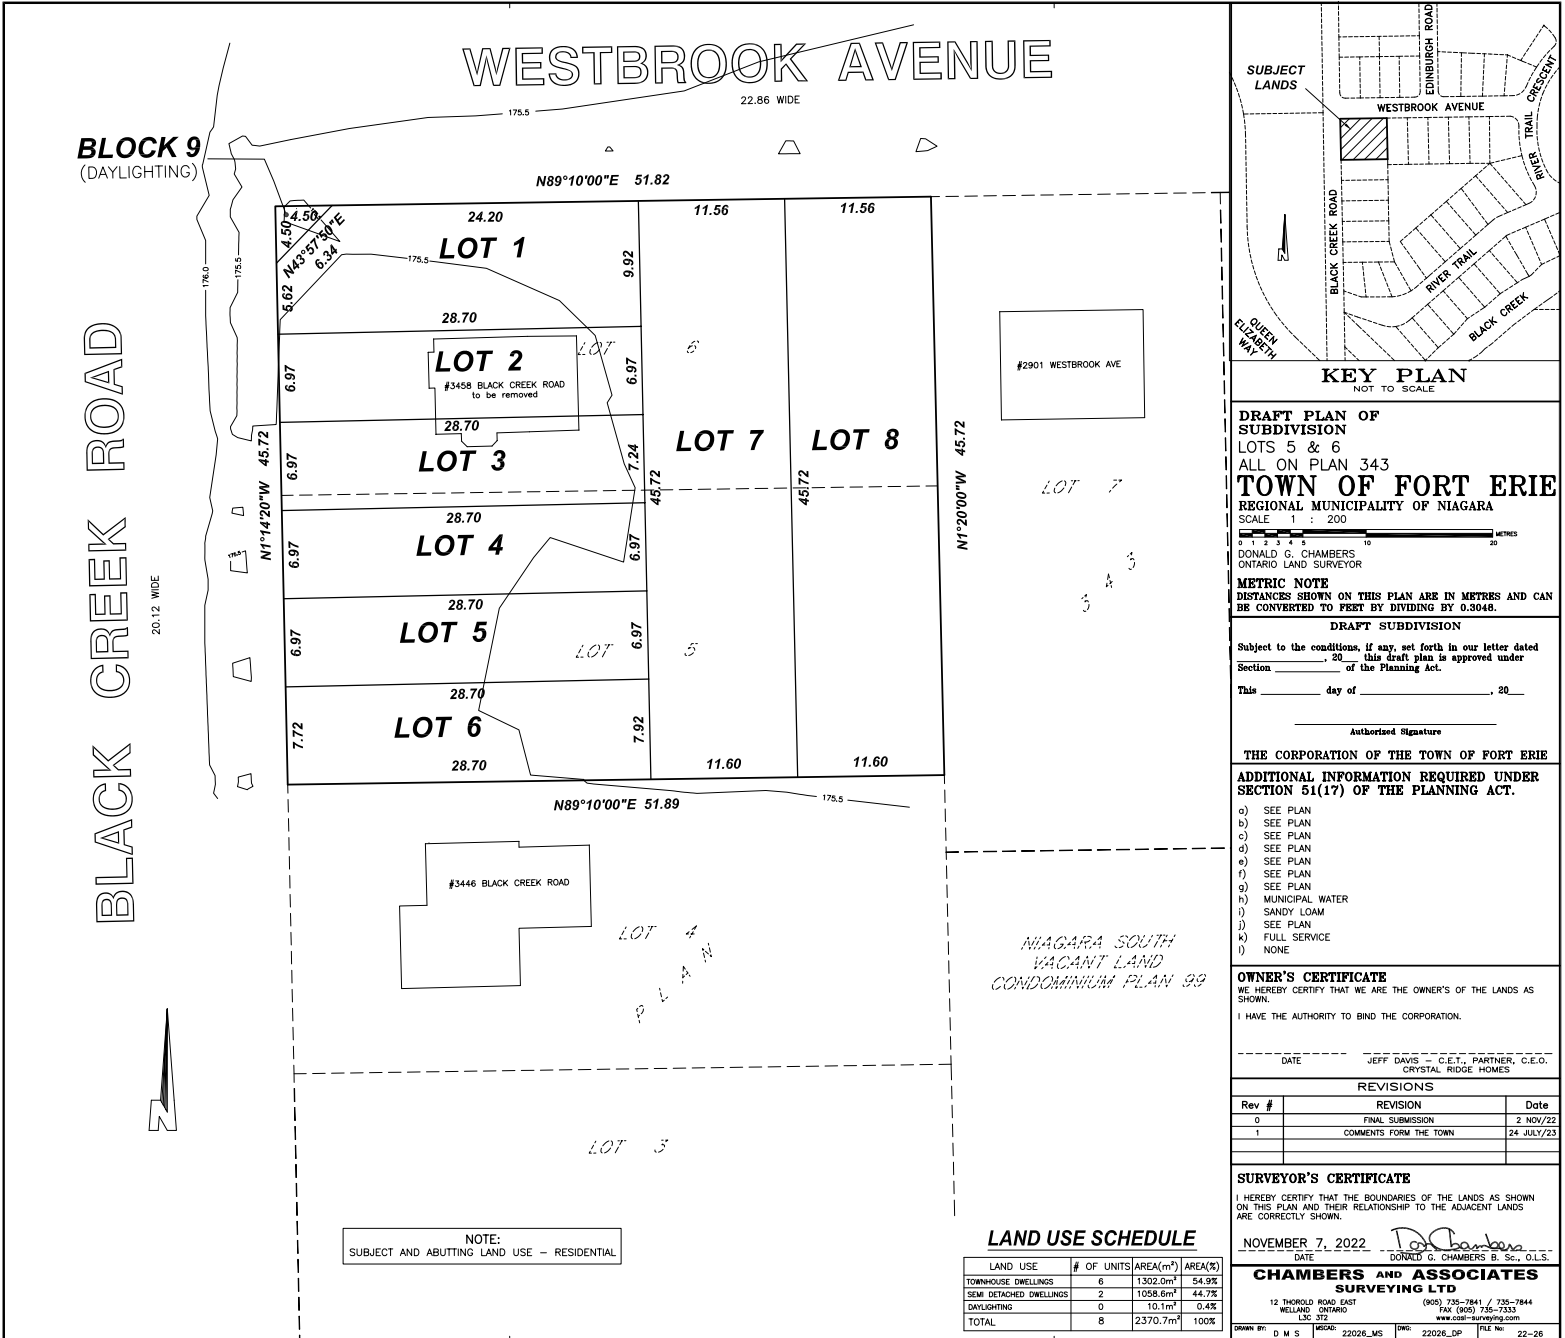 WESTBROOK AVENUE
22.86 WIDE
175.5
BLOCK 9
(DAYLIGHTING)
N89°10'00"E 51.82
4.50
4.50
N43°57'50"E
6.34
5.62
24.20
LOT 1
175.5
9.92
11.56
11.56
176.0
175.5
28.70
LOT 2
#3458 BLACK CREEK ROAD
to be removed
6.97
6.97
LOT 6
#2901 WESTBROOK AVE
28.70
LOT 3
6.97
7.24
LOT 7
LOT 8
N1°14'20"W 45.72
45.72
45.72
N1°20'00"W 45.72
LOT 7
28.70
LOT 4
6.97
6.97
175.5
343
28.70
LOT 5
6.97
6.97
LOT 5
28.70
LOT 6
7.72
7.92
28.70
11.60
11.60
N89°10'00"E 51.89
175.5
BLACK CREEK ROAD
20.12 WIDE
#3446 BLACK CREEK ROAD
LOT 4
PLAN
NIAGARA SOUTH
VACANT LAND
CONDOMINIUM PLAN 99
N
LOT 3
NOTE:
SUBJECT AND ABUTTING LAND USE – RESIDENTIAL
LAND USE SCHEDULE
LAND USE # OF UNITS AREA(m²) AREA(%)
TOWNHOUSE DWELLINGS 6 1302.0m² 54.9%
SEMI DETACHED DWELLINGS 2 1058.6m² 44.7%
DAYLIGHTING 0 10.1m² 0.4%
TOTAL 8 2370.7m² 100%
SUBJECT
LANDS
EDINBURGH ROAD
WESTBROOK AVENUE
RIVER TRAIL CRESCENT
BLACK CREEK ROAD
N
RIVER TRAIL
BLACK CREEK
QUEEN
ELIZABETH
WAY
KEY PLAN
NOT TO SCALE
DRAFT PLAN OF
SUBDIVISION
LOTS 5 & 6
ALL ON PLAN 343
TOWN OF FORT ERIE
REGIONAL MUNICIPALITY OF NIAGARA
SCALE 1 : 200
METRES
0 1 2 3 4 5 10 20
DONALD G. CHAMBERS
ONTARIO LAND SURVEYOR
METRIC NOTE
DISTANCES SHOWN ON THIS PLAN ARE IN METRES AND CAN
BE CONVERTED TO FEET BY DIVIDING BY 0.3048.
DRAFT SUBDIVISION
Subject to the conditions, if any, set forth in our letter dated
____________, 20__ this draft plan is approved under
Section _________ of the Planning Act.
This _________ day of ____________________, 20__
Authorized Signature
THE CORPORATION OF THE TOWN OF FORT ERIE
ADDITIONAL INFORMATION REQUIRED UNDER
SECTION 51(17) OF THE PLANNING ACT.
a) SEE PLAN
b) SEE PLAN
c) SEE PLAN
d) SEE PLAN
e) SEE PLAN
f) SEE PLAN
g) SEE PLAN
h) MUNICIPAL WATER
i) SANDY LOAM
j) SEE PLAN
k) FULL SERVICE
l) NONE
OWNER'S CERTIFICATE
WE HEREBY CERTIFY THAT WE ARE THE OWNER'S OF THE LANDS AS
SHOWN.
I HAVE THE AUTHORITY TO BIND THE CORPORATION.
DATE JEFF DAVIS – C.E.T., PARTNER, C.E.O.
CRYSTAL RIDGE HOMES
REVISIONS
Rev # REVISION Date
0 FINAL SUBMISSION 2 NOV/22
1 COMMENTS FORM THE TOWN 24 JULY/23
SURVEYOR'S CERTIFICATE
I HEREBY CERTIFY THAT THE BOUNDARIES OF THE LANDS AS SHOWN
ON THIS PLAN AND THEIR RELATIONSHIP TO THE ADJACENT LANDS
ARE CORRECTLY SHOWN.
NOVEMBER 7, 2022 Don Chambers
DATE DONALD G. CHAMBERS B. Sc., O.L.S.
CHAMBERS AND ASSOCIATES
SURVEYING LTD
12 THOROLD ROAD EAST (905) 735-7841 / 735-7844
WELLAND ONTARIO FAX (905) 735-7333
L3C 3T2 www.casl-surveying.com
DRAWN BY: D M S MSCAD: 22026_MS DWG: 22026_DP FILE No: 22-26